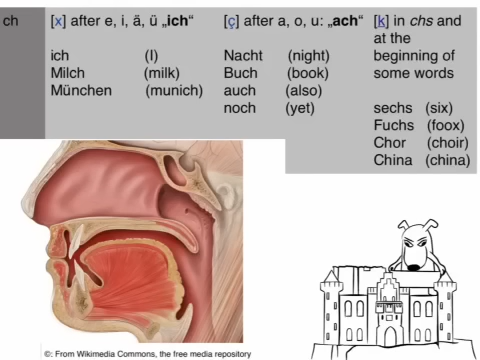 ch [x] after e, i, ä, ü „ich“ [ç] after a, o, u: „ach“ [k] in chs and
at the
ich (I) Nacht (night) beginning of
Milch (milk) Buch (book) some words
München (munich) auch (also)
noch (yet) sechs (six)
Fuchs (foox)
Chor (choir)
China (china)
©: From Wikimedia Commons, the free media repository